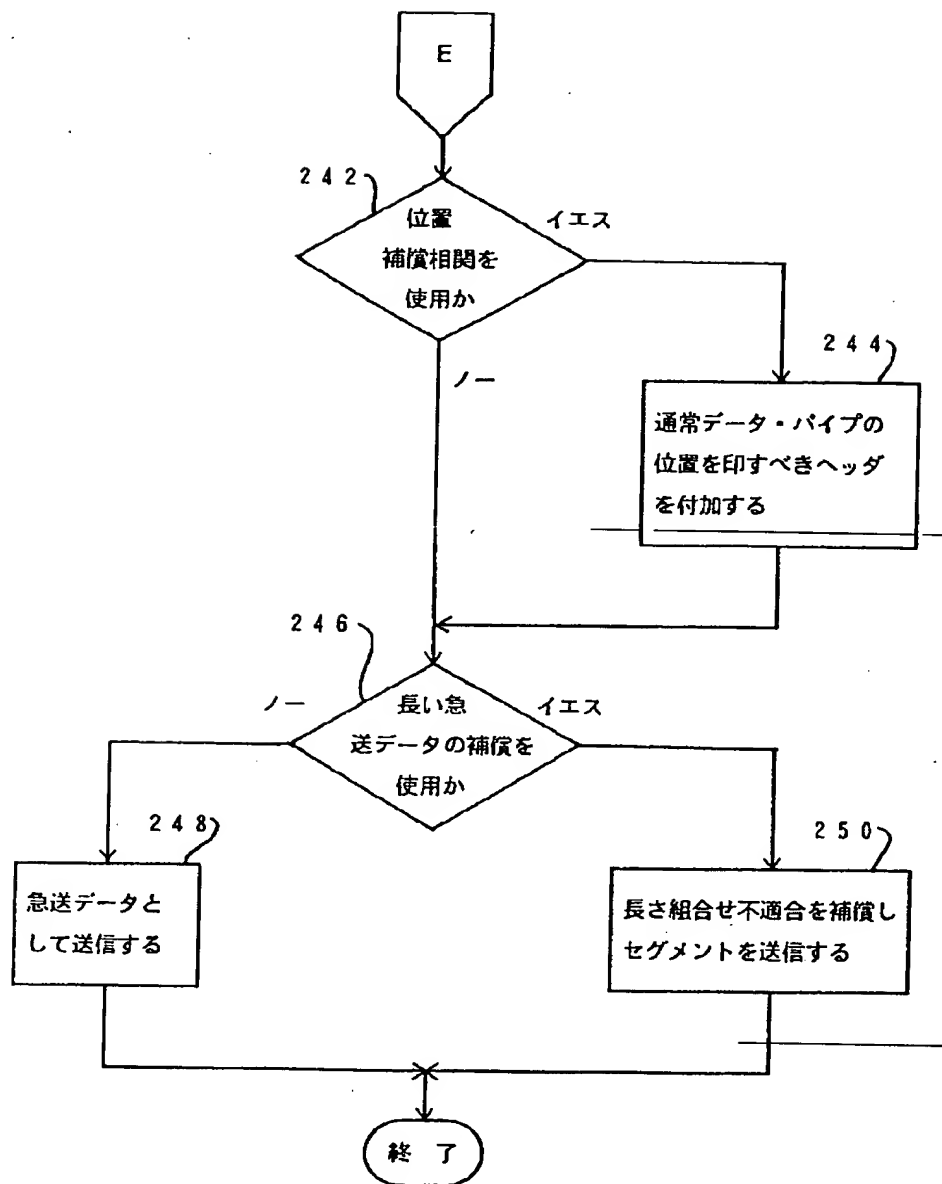 E
242
位置
補償相関を
使用か
イエス
ノー
244
通常データ・パイプの
位置を印すべきヘッダ
を付加する
246
ノー
長い急
送データの補償を
使用か
イエス
248
急送データと
して送信する
250
長さ組合せ不適合を補償し
セグメントを送信する
終了